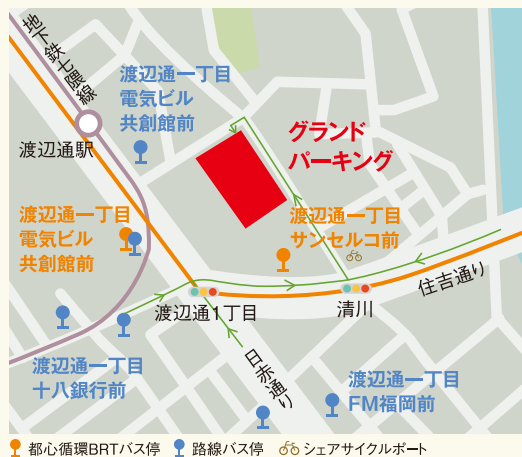 地下鉄七隈線
渡辺通一丁目
電気ビル
共創館前
渡辺通駅
グランド
パーキング
渡辺通一丁目
電気ビル
共創館前
渡辺通一丁目
サンセルコ前
住吉通り
渡辺通1丁目
清川
日赤通り
渡辺通一丁目
十八銀行前
渡辺通一丁目
FM福岡前
都心循環BRTバス停 路線バス停 シェアサイクルポート